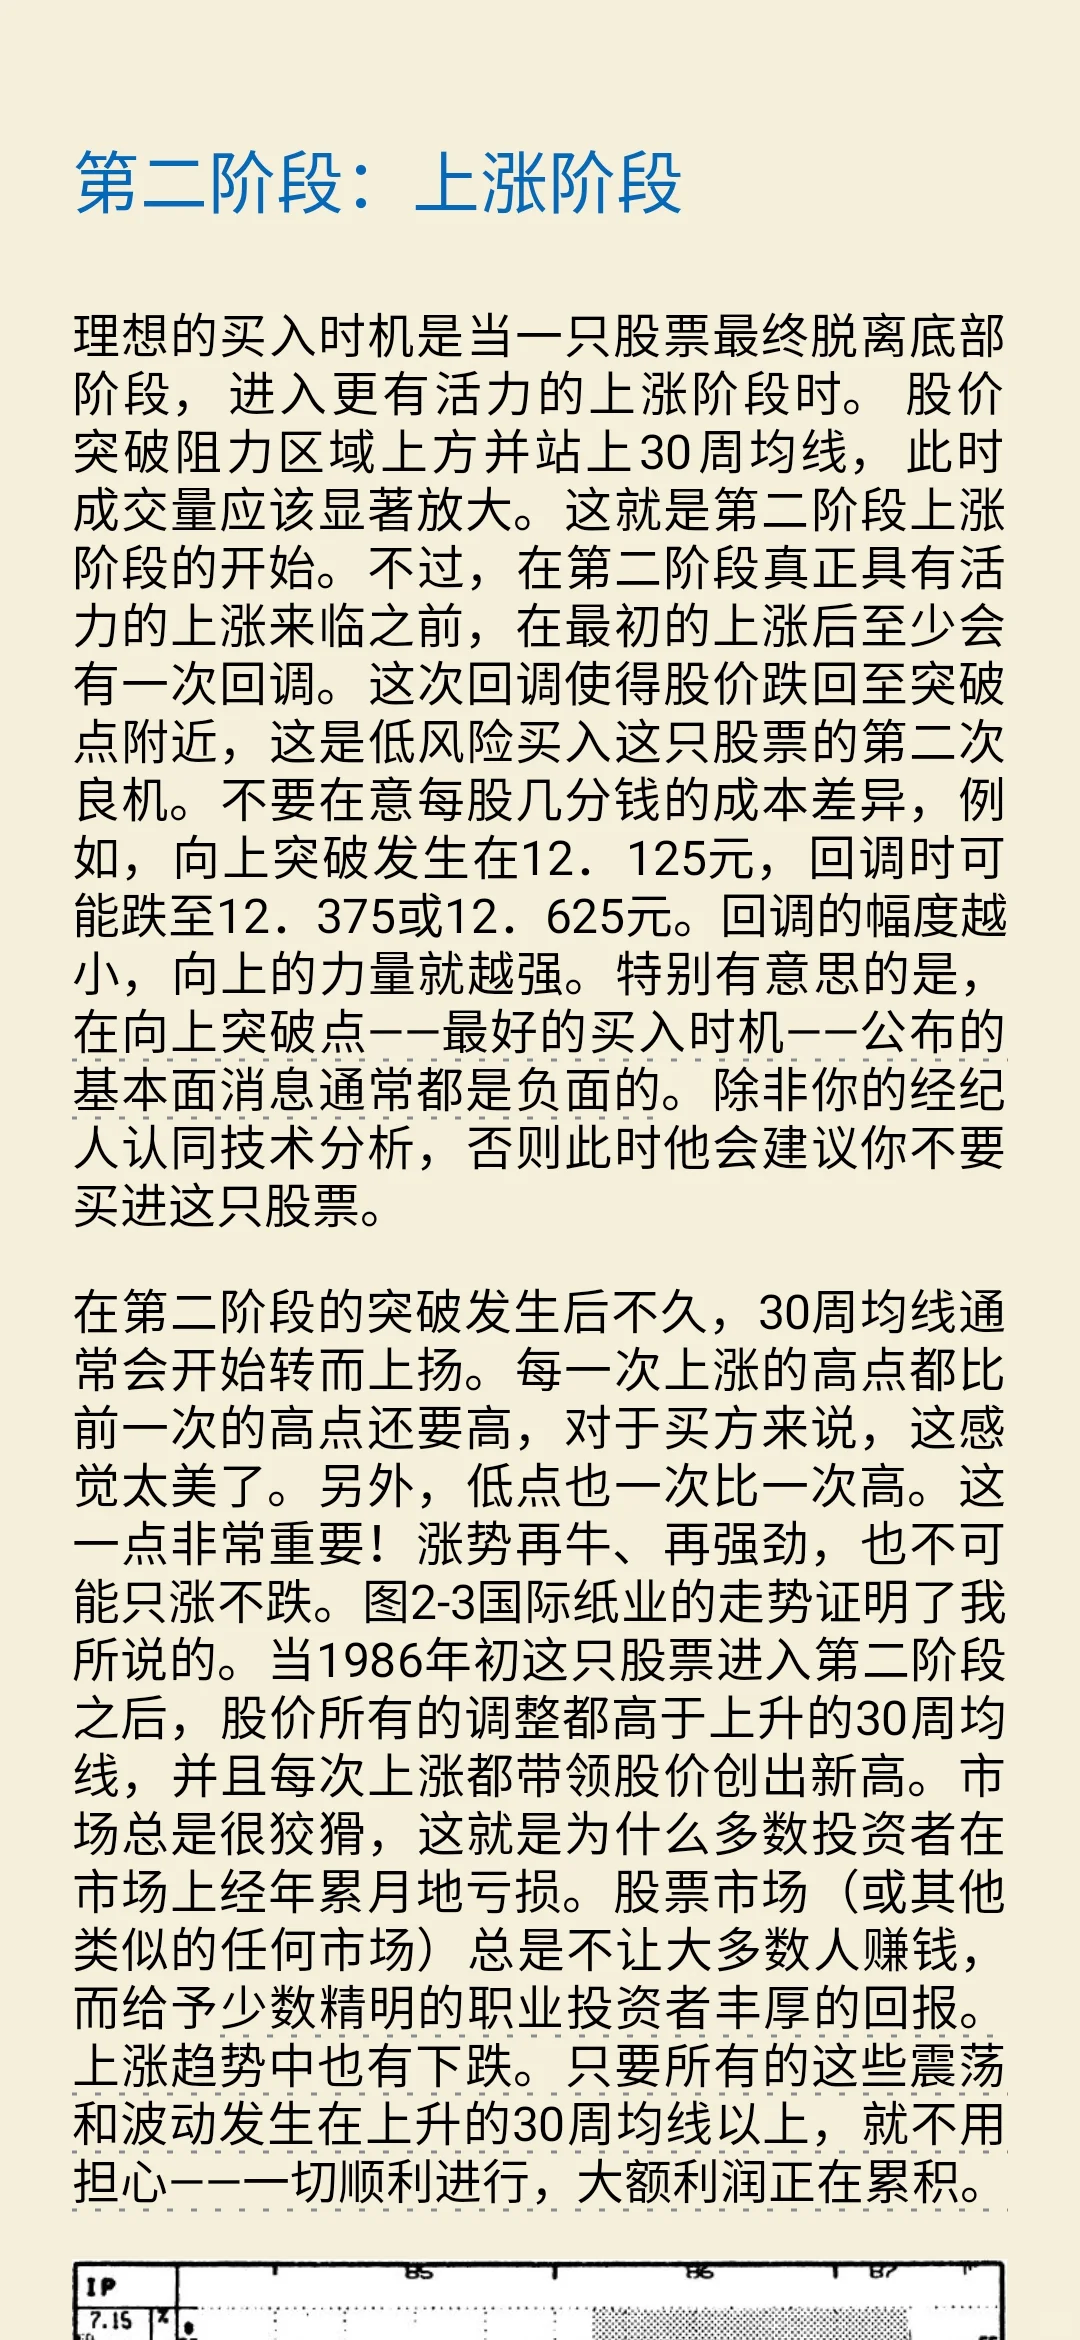 第二阶段：上涨阶段
理想的买入时机是当一只股票最终脱离底部
阶段，进入更有活力的上涨阶段时。股价
突破阻力区域上方并站上30周均线，此时
成交量应该显著放大。这就是第二阶段上涨
阶段的开始。不过，在第二阶段真正具有活
力的上涨来临之前，在最初的上涨后至少会
有一次回调。这次回调使得股价跌回至突破
点附近，这是低风险买入这只股票的第二次
良机。不要在意每股几分钱的成本差异，例
如，向上突破发生在12．125元，回调时可
能跌至12．375或12．625元。回调的幅度越
小，向上的力量就越强。特别有意思的是，
在向上突破点——最好的买入时机——公布的
基本面消息通常都是负面的。除非你的经纪
人认同技术分析，否则此时他会建议你不要
买进这只股票。
在第二阶段的突破发生后不久，30周均线通
常会开始转而上扬。每一次上涨的高点都比
前一次的高点还要高，对于买方来说，这感
觉太美了。另外，低点也一次比一次高。这
一点非常重要！涨势再牛、再强劲，也不可
能只涨不跌。图2-3国际纸业的走势证明了我
所说的。当1986年初这只股票进入第二阶段
之后，股价所有的调整都高于上升的30周均
线，并且每次上涨都带领股价创出新高。市
场总是很狡猾，这就是为什么多数投资者在
市场上经年累月地亏损。股票市场（或其他
类似的任何市场）总是不让大多数人赚钱，
而给予少数精明的职业投资者丰厚的回报。
上涨趋势中也有下跌。只要所有的这些震荡
和波动发生在上升的30周均线以上，就不用
担心——一切顺利进行，大额利润正在累积。
IP 85 86 87
7.15 %